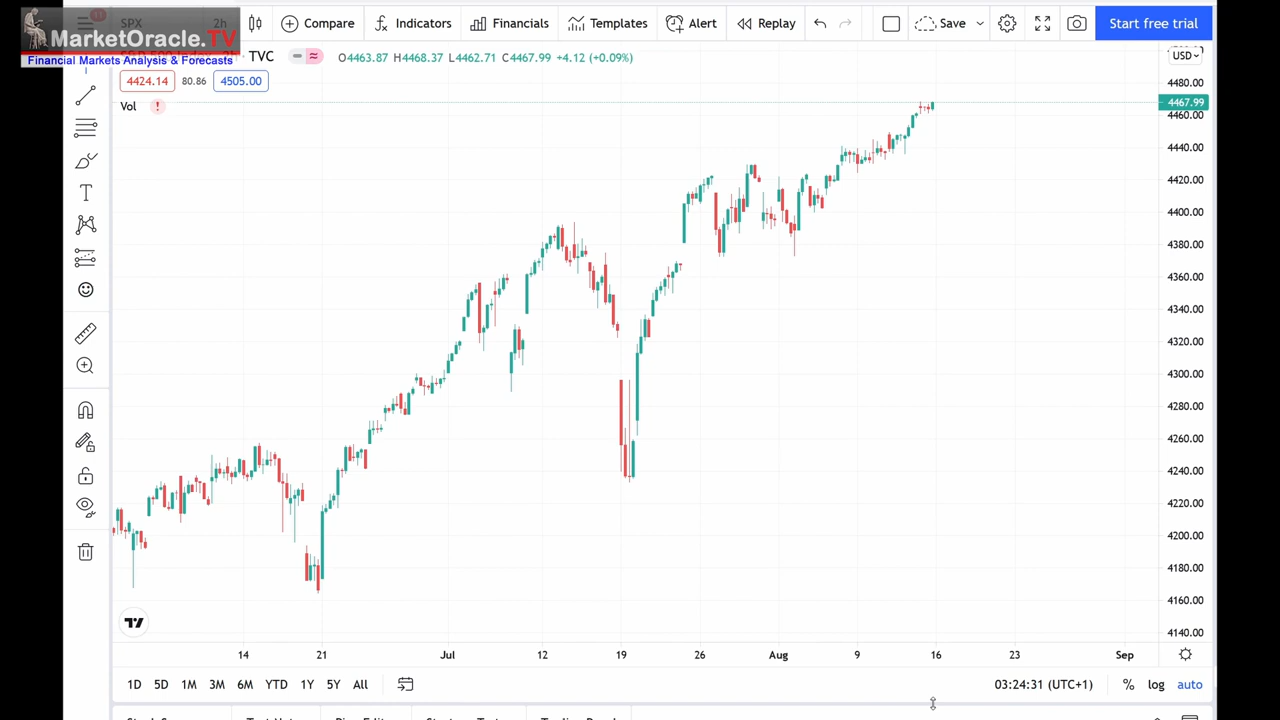 SPX
2h
11
Compare
Indicators
Financials
Templates
Alert
Replay
Save
Start free trial
MarketOracle.TV
Financial Markets Analysis & Forecasts
TVC
O4463.87 H4468.37 L4462.71 C4467.99 +4.12 (+0.09%)
USD
4424.14 80.86 4505.00
Vol !
4480.00
4467.99
4460.00
4440.00
4420.00
4400.00
4380.00
4360.00
4340.00
4320.00
4300.00
4280.00
4260.00
4240.00
4220.00
4200.00
4180.00
4160.00
4140.00
14 21 Jul 12 19 26 Aug 9 16 23 Sep
1D 5D 1M 3M 6M YTD 1Y 5Y All
03:24:31 (UTC+1) % log auto